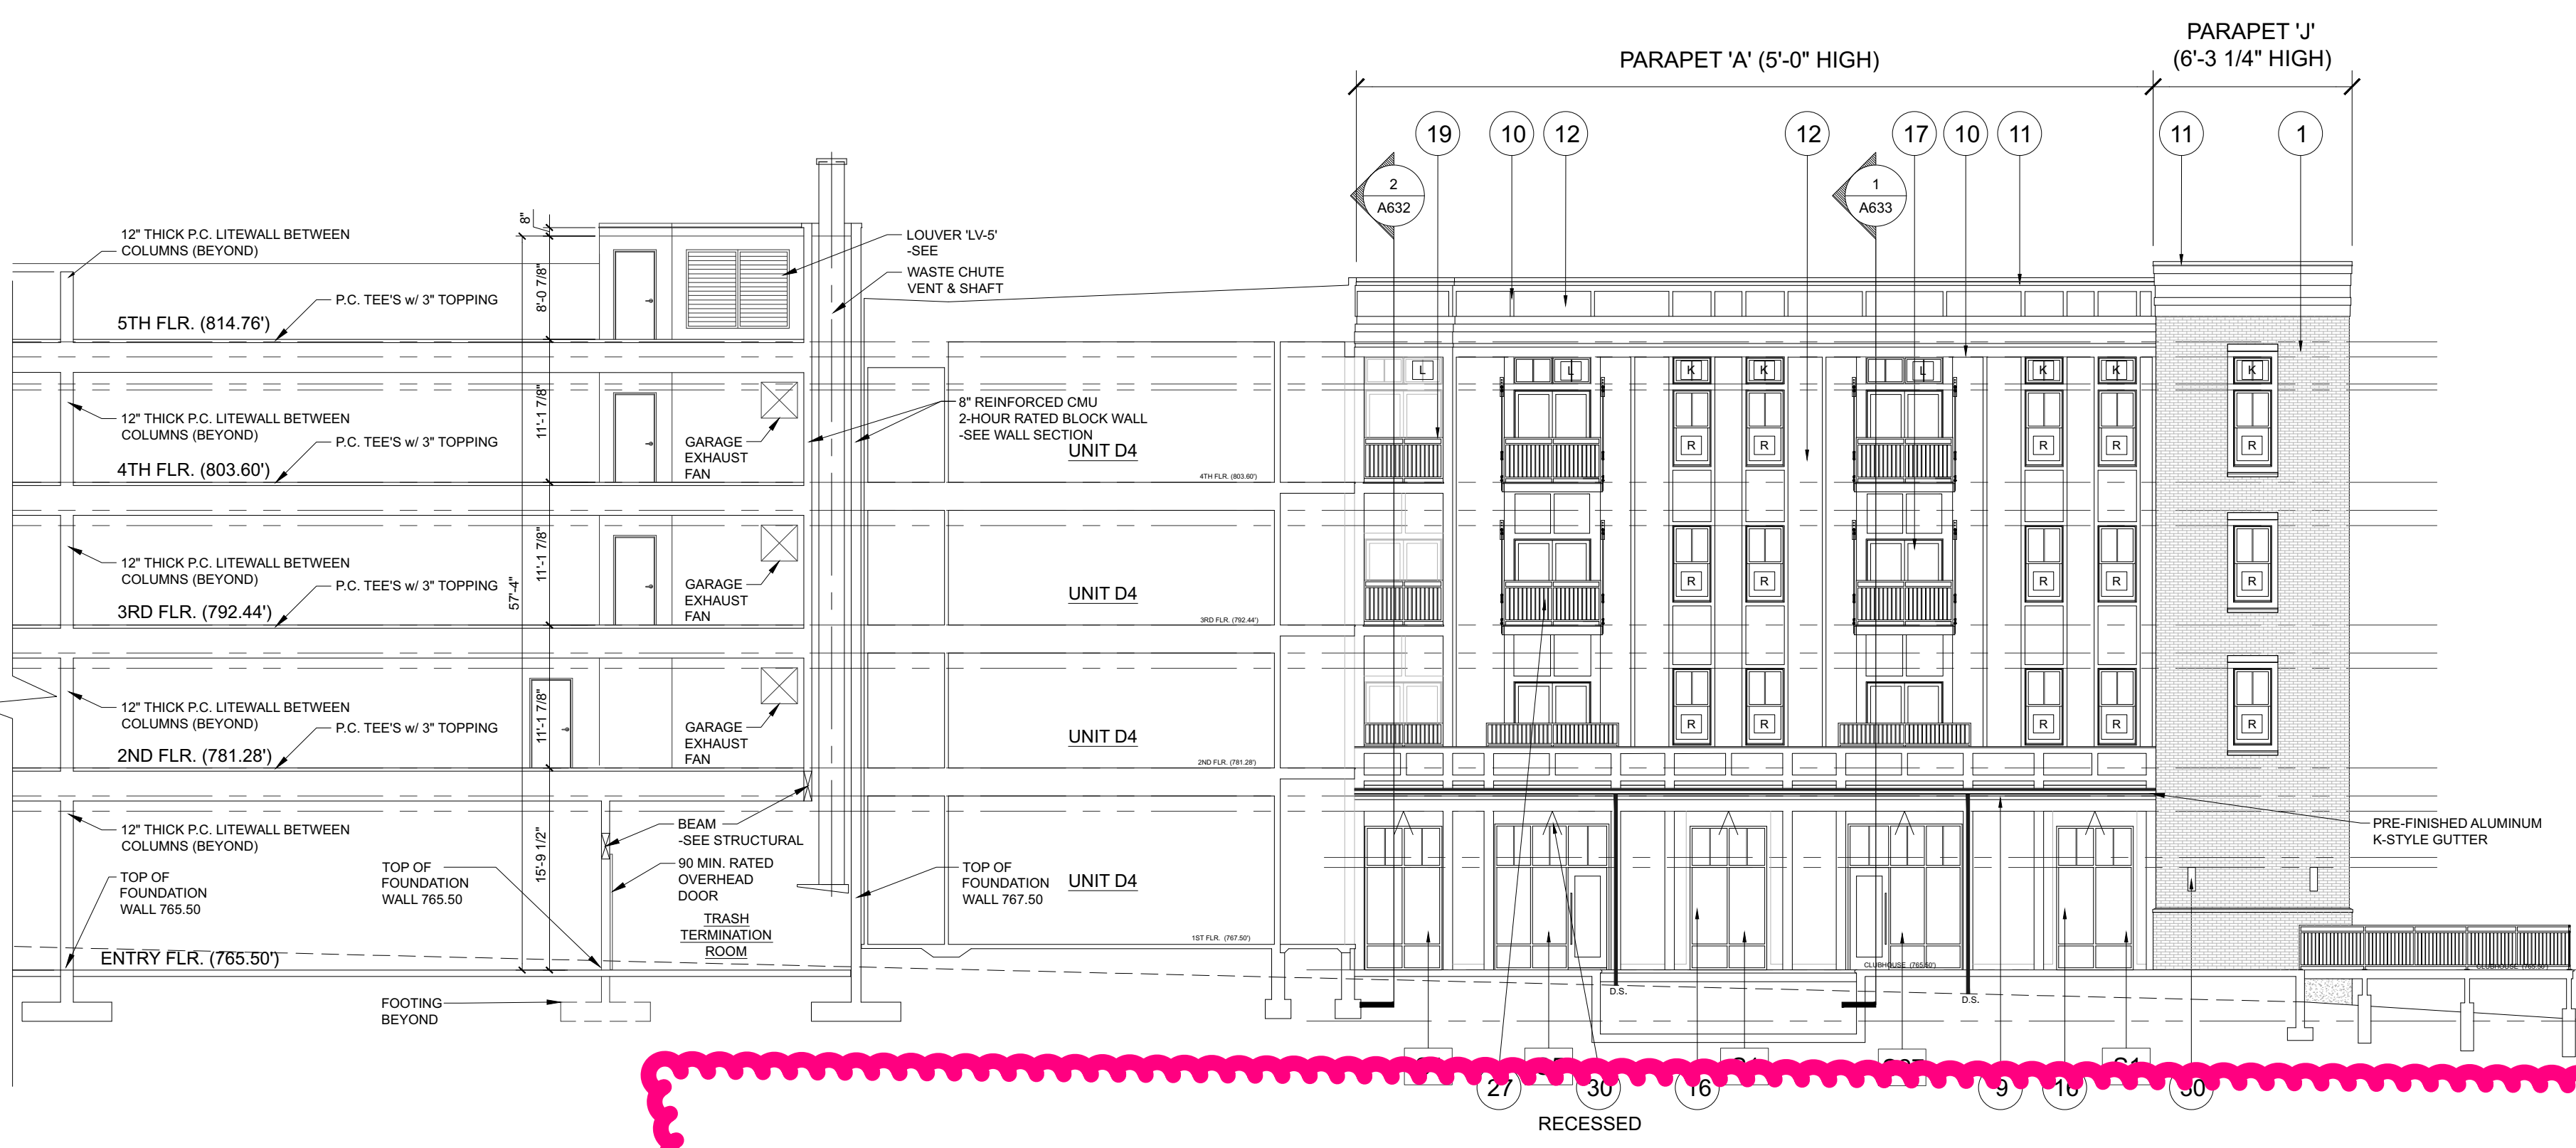 PARAPET 'A' (5'-0" HIGH)
PARAPET 'J'
(6'-3 1/4" HIGH)
19
10
12
12
17
10
11
11
1
2
A632
1
A633
12" THICK P.C. LITEWALL BETWEEN
COLUMNS (BEYOND)
8"
LOUVER 'LV-5'
-SEE
WASTE CHUTE
VENT & SHAFT
P.C. TEE'S w/ 3" TOPPING
8'-0 7/8"
5TH FLR. (814.76')
L
L
K
K
L
K
K
K
12" THICK P.C. LITEWALL BETWEEN
COLUMNS (BEYOND)
P.C. TEE'S w/ 3" TOPPING
11'-1 7/8"
GARAGE
EXHAUST
FAN
8" REINFORCED CMU
2-HOUR RATED BLOCK WALL
-SEE WALL SECTION
UNIT D4
R
R
R
R
R
4TH FLR. (803.60')
4TH FLR. (803.60')
12" THICK P.C. LITEWALL BETWEEN
COLUMNS (BEYOND)
P.C. TEE'S w/ 3" TOPPING
57'-4"
11'-1 7/8"
GARAGE
EXHAUST
FAN
UNIT D4
R
R
R
R
R
3RD FLR. (792.44')
3RD FLR. (792.44')
12" THICK P.C. LITEWALL BETWEEN
COLUMNS (BEYOND)
P.C. TEE'S w/ 3" TOPPING
11'-1 7/8"
GARAGE
EXHAUST
FAN
UNIT D4
R
R
R
R
R
2ND FLR. (781.28')
2ND FLR. (781.28')
12" THICK P.C. LITEWALL BETWEEN
COLUMNS (BEYOND)
15'-9 1/2"
BEAM
-SEE STRUCTURAL
PRE-FINISHED ALUMINUM
K-STYLE GUTTER
TOP OF
FOUNDATION
WALL 765.50
TOP OF
FOUNDATION
WALL 765.50
90 MIN. RATED
OVERHEAD
DOOR
TOP OF
FOUNDATION
WALL 767.50
UNIT D4
TRASH
TERMINATION
ROOM
1ST FLR. (767.50')
ENTRY FLR. (765.50')
CLUBHOUSE (765.50')
CLUBHOUSE (765.50')
D.S.
D.S.
FOOTING
BEYOND
S1
27
30
16
9
16
30
RECESSED